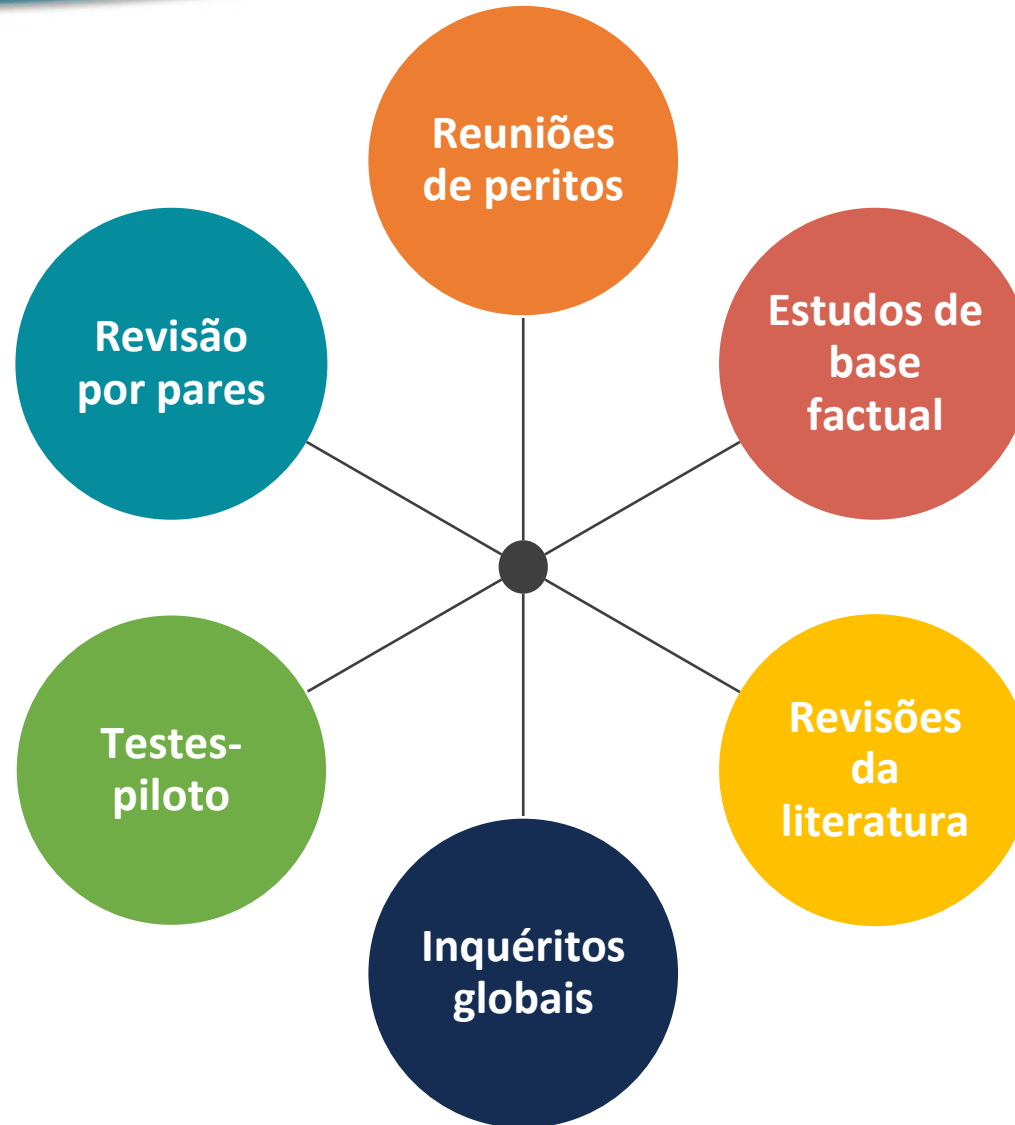 Reuniões
de peritos
Estudos de
base
factual
Revisões
da
literatura
Inquéritos
globais
Testes-
piloto
Revisão
por pares